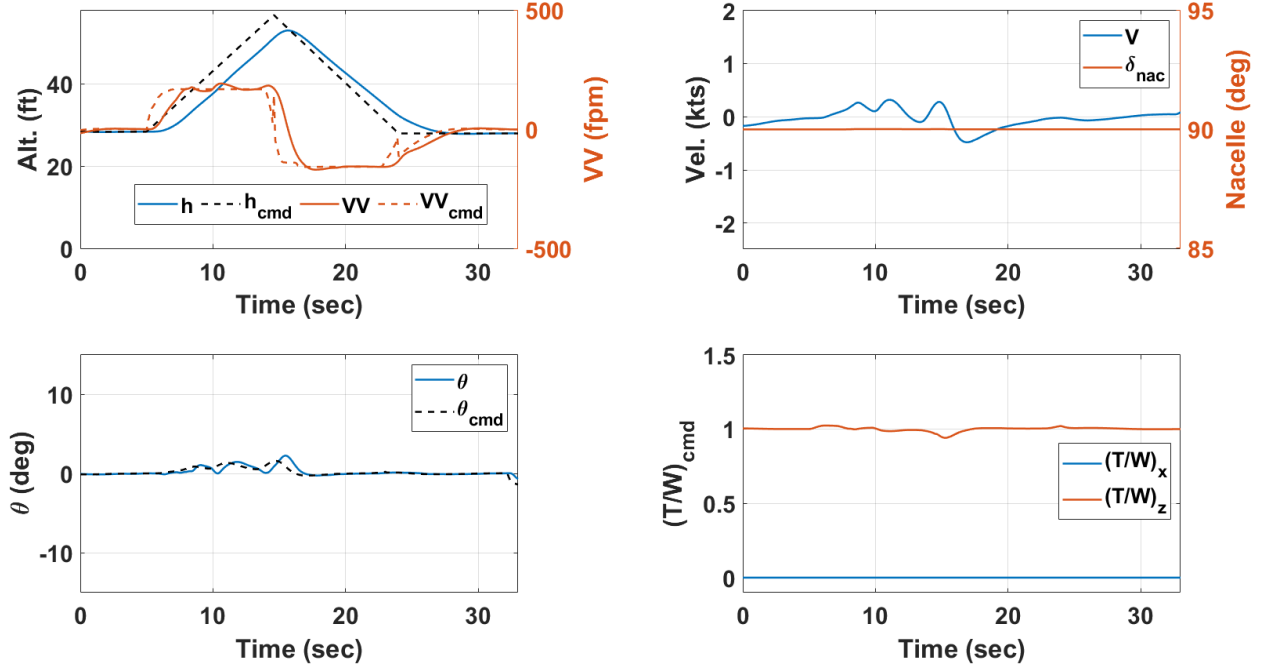 500
0
-500
VV (fpm)
40
20
0
Alt. (ft)
h
h_cmd
VV
VV_cmd
0
10
20
30
Time (sec)
2
1
0
-1
-2
Vel. (kts)
95
90
85
Nacelle (deg)
V
δ_nac
0
10
20
30
Time (sec)
10
0
-10
θ (deg)
θ
θ_cmd
0
10
20
30
Time (sec)
1.5
1
0.5
0
(T/W)_cmd
(T/W)_x
(T/W)_z
0
10
20
30
Time (sec)